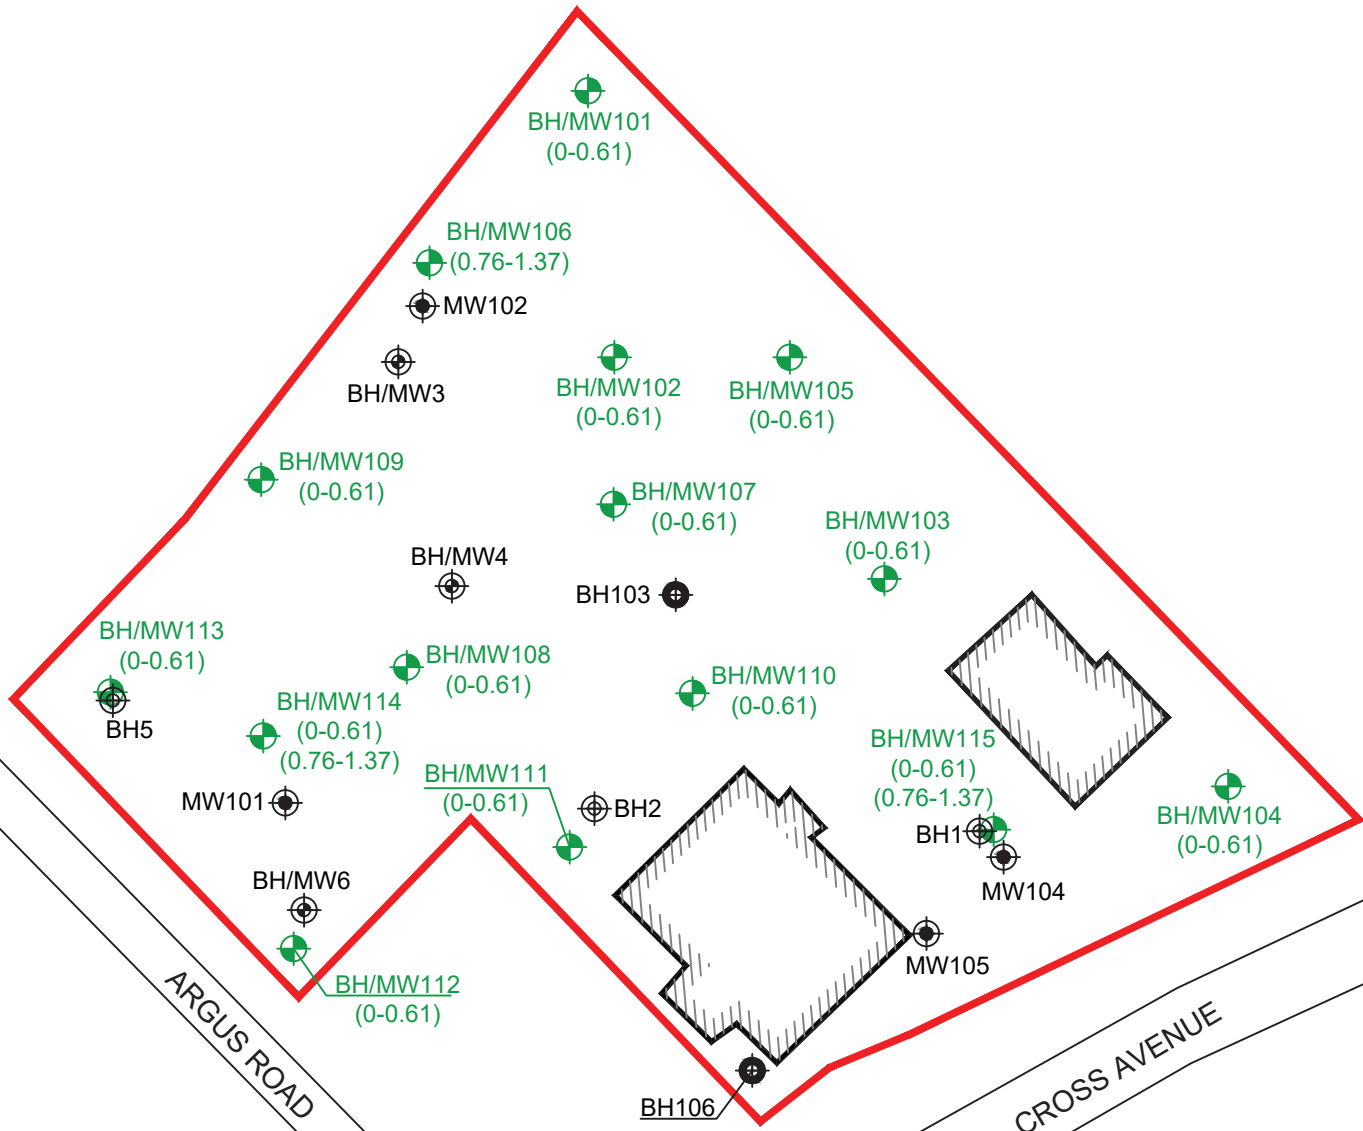 BH/MW101
(0-0.61)
BH/MW106
(0.76-1.37)
MW102
BH/MW3
BH/MW102
(0-0.61)
BH/MW105
(0-0.61)
BH/MW109
(0-0.61)
BH/MW107
(0-0.61)
BH/MW103
(0-0.61)
BH/MW4
BH103
BH/MW113
(0-0.61)
BH5
BH/MW108
(0-0.61)
BH/MW110
(0-0.61)
BH/MW114
(0-0.61)
(0.76-1.37)
MW101
BH/MW111
(0-0.61)
BH2
BH/MW115
(0-0.61)
(0.76-1.37)
BH1
MW104
BH/MW104
(0-0.61)
BH/MW6
MW105
BH/MW112
(0-0.61)
ARGUS ROAD
BH106
CROSS AVENUE